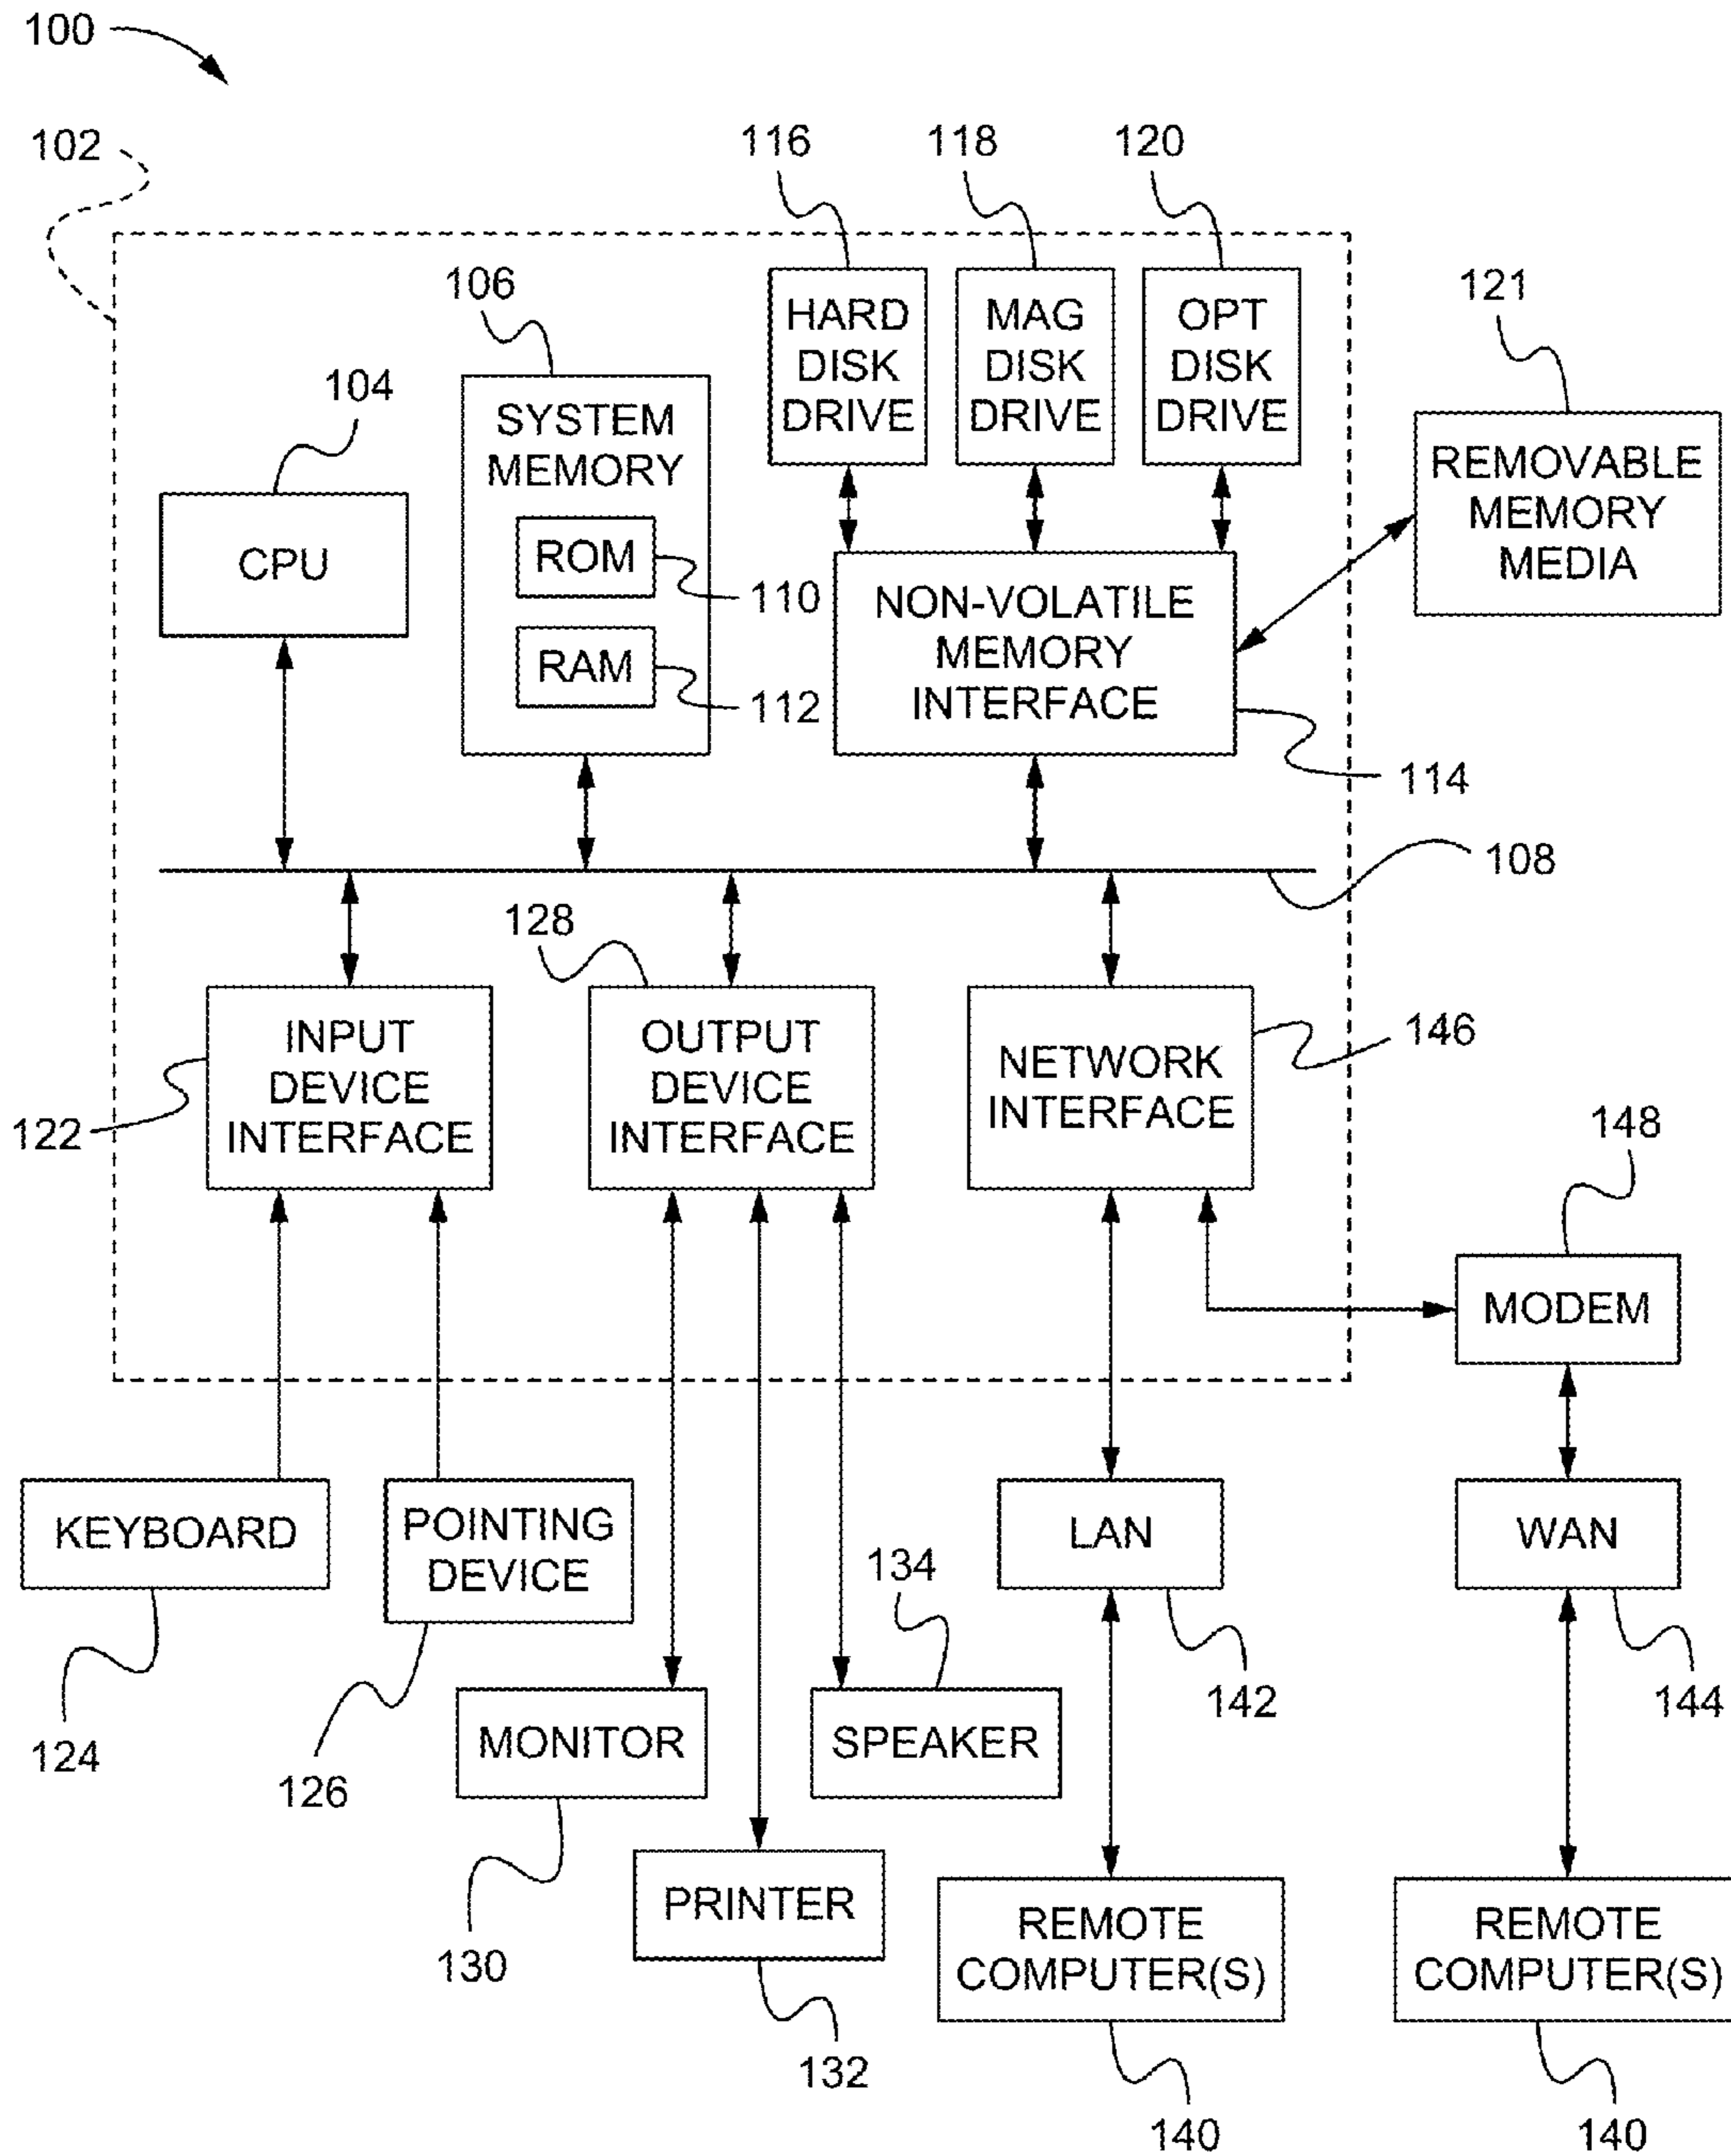 100
102
116
118
120
106
121
104
HARD
DISK
DRIVE
MAG
DISK
DRIVE
OPT
DISK
DRIVE
SYSTEM
MEMORY
REMOVABLE
MEMORY
MEDIA
CPU
ROM
110
RAM
112
NON-VOLATILE
MEMORY
INTERFACE
114
108
128
INPUT
DEVICE
INTERFACE
122
OUTPUT
DEVICE
INTERFACE
NETWORK
INTERFACE
146
148
MODEM
KEYBOARD
POINTING
DEVICE
LAN
WAN
134
124
126
MONITOR
SPEAKER
142
144
130
PRINTER
132
REMOTE
COMPUTER(S)
REMOTE
COMPUTER(S)
140
140